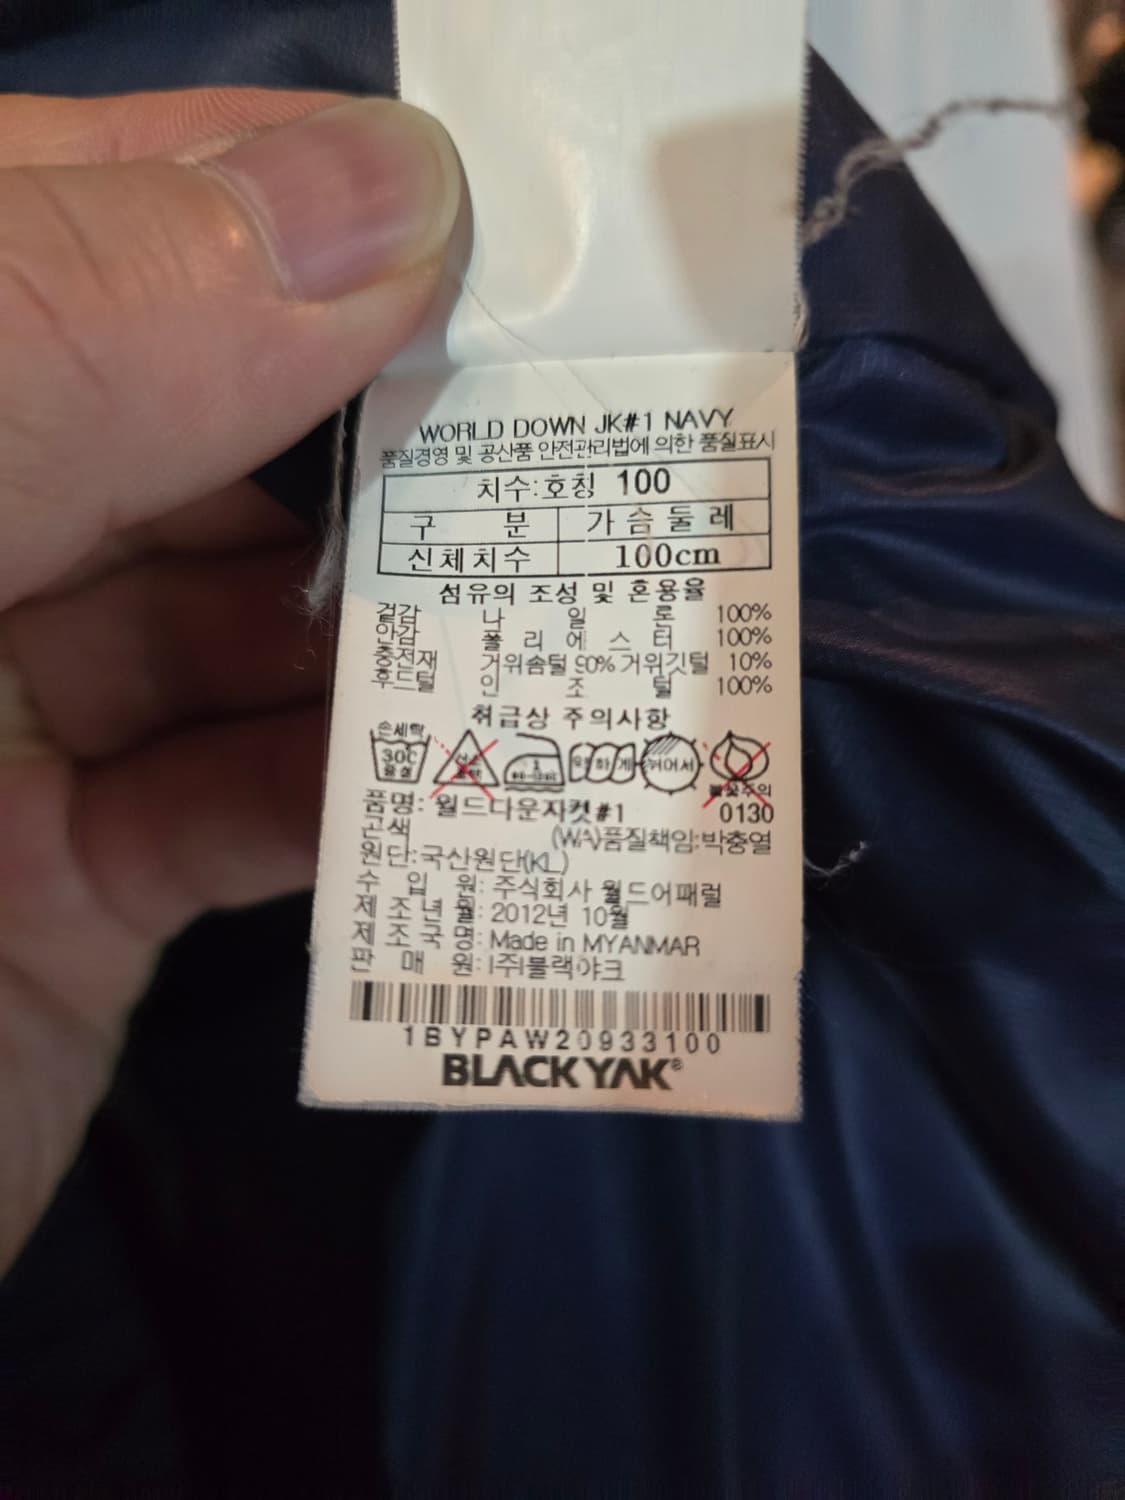 WORLD DOWN JK#1 NAVY
품질경영 및 공산품 안전관리법에 의한 품질표시
치수:호칭 100
구 분 가슴둘레
신체치수 100cm
섬유의 조성 및 혼용율
겉감 나일론 100%
안감 폴리에스터 100%
충전재 거위솜털 90% 거위깃털 10%
후드털 인조털 100%
취급상 주의사항
손세탁
30℃
1 약하게 뉘어서
품명: 월드다운자켓#1 0130
곤색 (WA)품질책임:박충열
원단:국산원단(KL)
수 입 원: 주식회사 월드어패럴
제조년월: 2012년 10월
제조국명: Made in MYANMAR
판 매 원: (주)블랙야크
1BYPAW20933100
BLACKYAK®